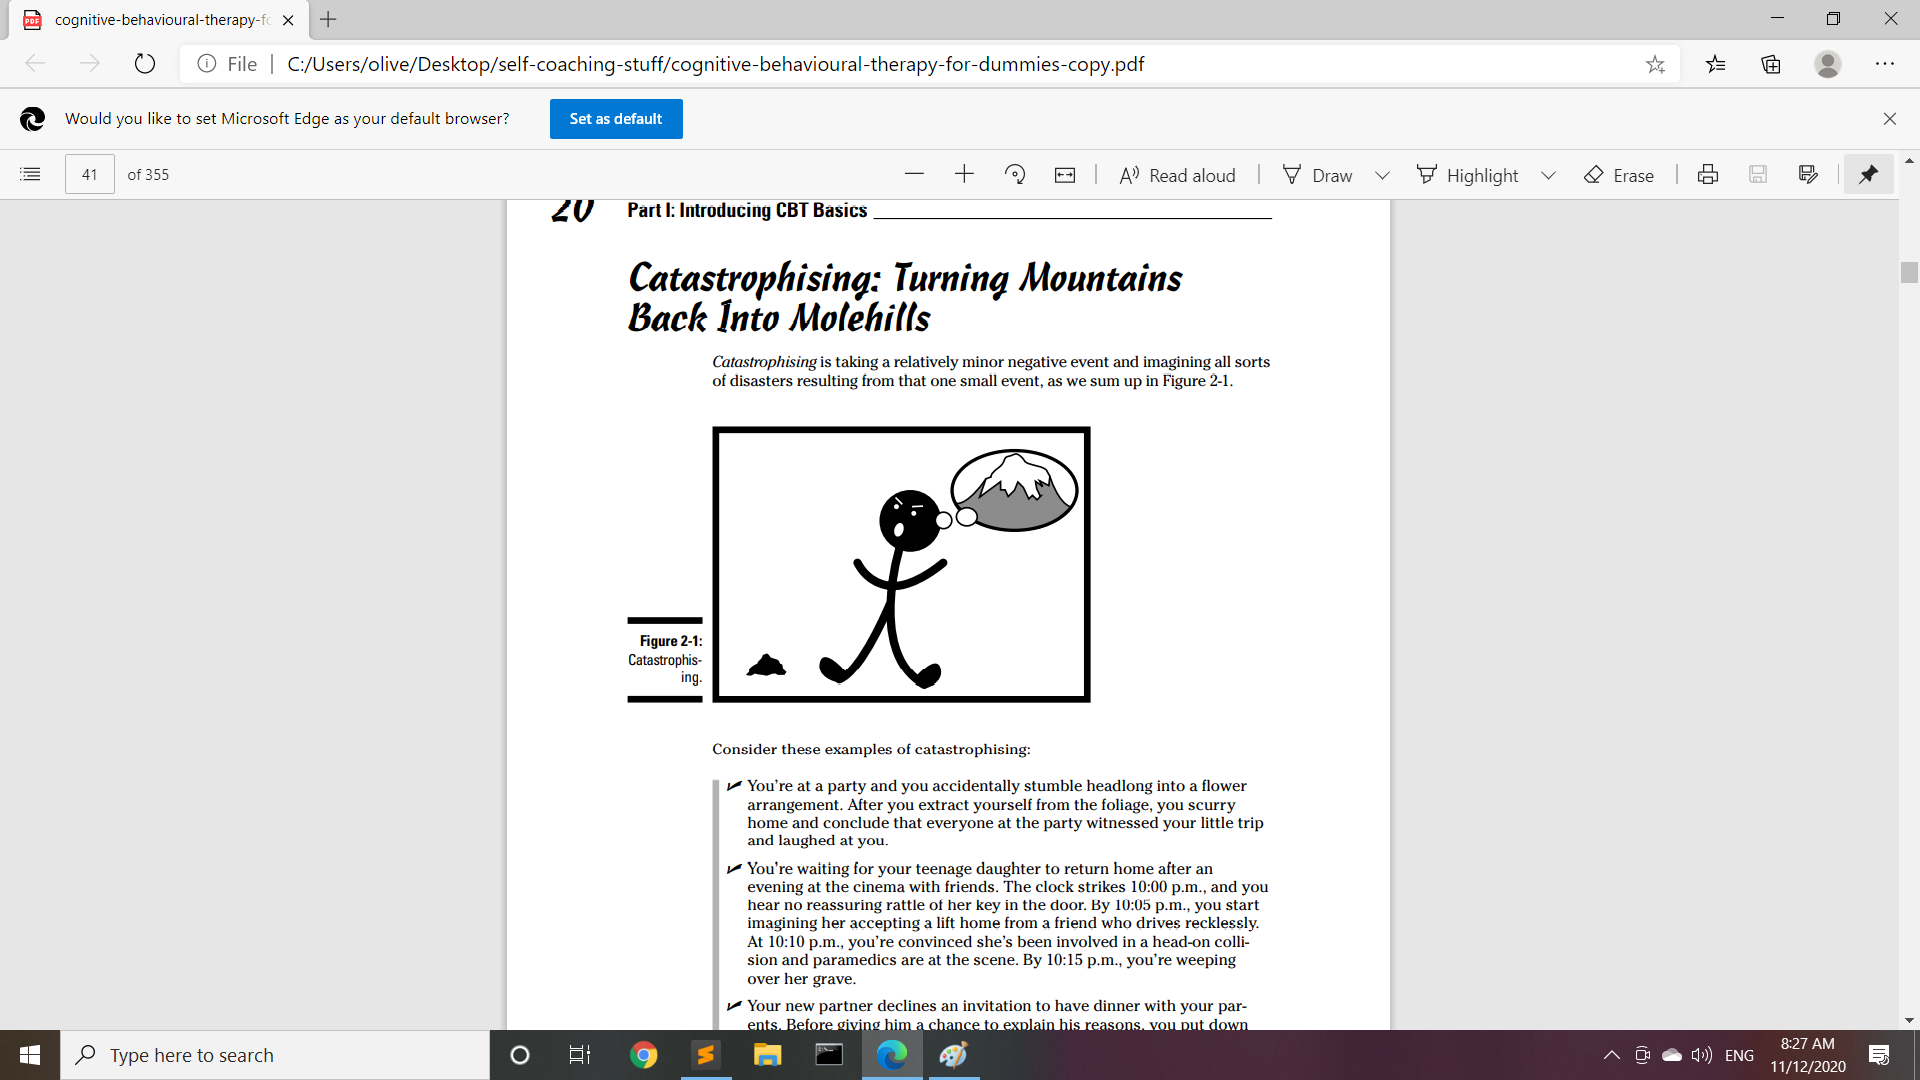 cognitive-behavioural-therapy-fo
File
C:/Users/olive/Desktop/self-coaching-stuff/cognitive-behavioural-therapy-for-dummies-copy.pdf
Would you like to set Microsoft Edge as your default browser?
Set as default
41
of 355
Read aloud
Draw
Highlight
Erase
20
Part I: Introducing CBT Basics
Catastrophising: Turning Mountains
Back Into Molehills
Catastrophising is taking a relatively minor negative event and imagining all sorts
of disasters resulting from that one small event, as we sum up in Figure 2-1.
Figure 2-1:
Catastrophis-
ing.
Consider these examples of catastrophising:
You're at a party and you accidentally stumble headlong into a flower
arrangement. After you extract yourself from the foliage, you scurry
home and conclude that everyone at the party witnessed your little trip
and laughed at you.
You're waiting for your teenage daughter to return home after an
evening at the cinema with friends. The clock strikes 10:00 p.m., and you
hear no reassuring rattle of her key in the door. By 10:05 p.m., you start
imagining her accepting a lift home from a friend who drives recklessly.
At 10:10 p.m., you're convinced she's been involved in a head-on colli-
sion and paramedics are at the scene. By 10:15 p.m., you're weeping
over her grave.
Your new partner declines an invitation to have dinner with your par-
ents. Before giving him a chance to explain his reasons, you put down
Type here to search
ENG
8:27 AM
11/12/2020